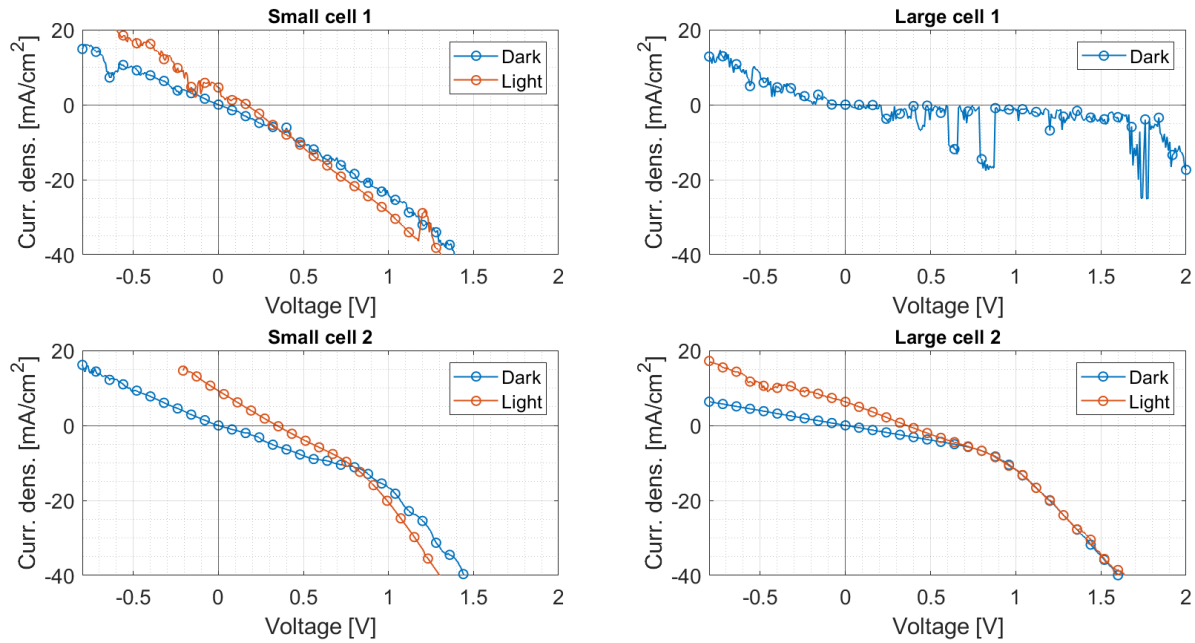 Small cell 1
20
0
-20
-40
Curr. dens. [mA/cm²]
-0.5 0 0.5 1 1.5 2
Voltage [V]
Dark
Light
Large cell 1
20
0
-20
-40
Curr. dens. [mA/cm²]
-0.5 0 0.5 1 1.5 2
Voltage [V]
Dark
Small cell 2
20
0
-20
-40
Curr. dens. [mA/cm²]
-0.5 0 0.5 1 1.5 2
Voltage [V]
Dark
Light
Large cell 2
20
0
-20
-40
Curr. dens. [mA/cm²]
-0.5 0 0.5 1 1.5 2
Voltage [V]
Dark
Light